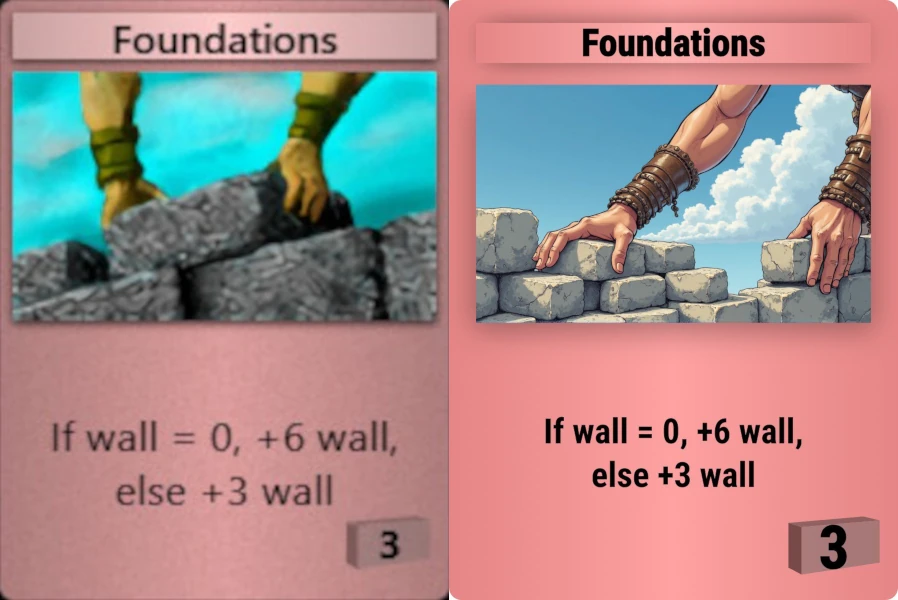 Foundations
If wall = 0, +6 wall,
else +3 wall
3
Foundations
If wall = 0, +6 wall,
else +3 wall
3